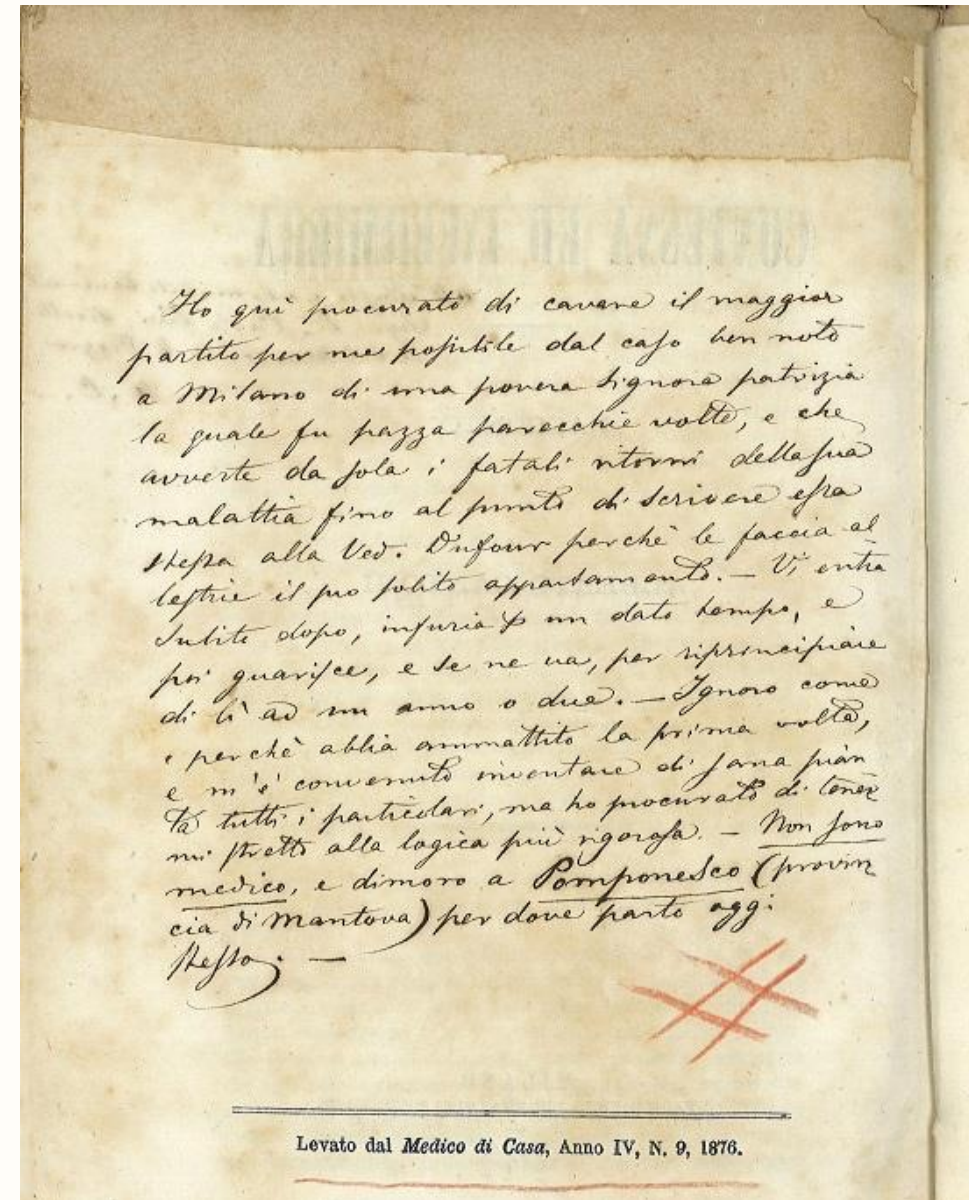 Ho quì procurato di cavare il maggior
partito per me possibile dal caso ben noto
a Milano di una povera Signora patrizia
la quale fu pazza parecchie volte, e che
avverte da sola i fatali ritorni della sua
malattia fino al punto di scrivere essa
stessa alla Ved. Dufour perchè le faccia al
lestire il suo solito appartamento. — Vi entra
subito dopo, infuria p un dato tempo, e
poi guarisce, e se ne va, per riprincipiare
di lì ad un anno o due. — Ignoro come
e perchè abbia ammattito la prima volta,
e m'è convenuto inventare di sana pian
ta tutti i particolari, ma ho procurato di tener
mi stretto alla logica più rigorosa. — Non sono
medico, e dimoro a Pomponesco (provin
cia di Mantova) per dove parto oggi
stesso. —
Levato dal Medico di Casa, Anno IV, N. 9, 1876.